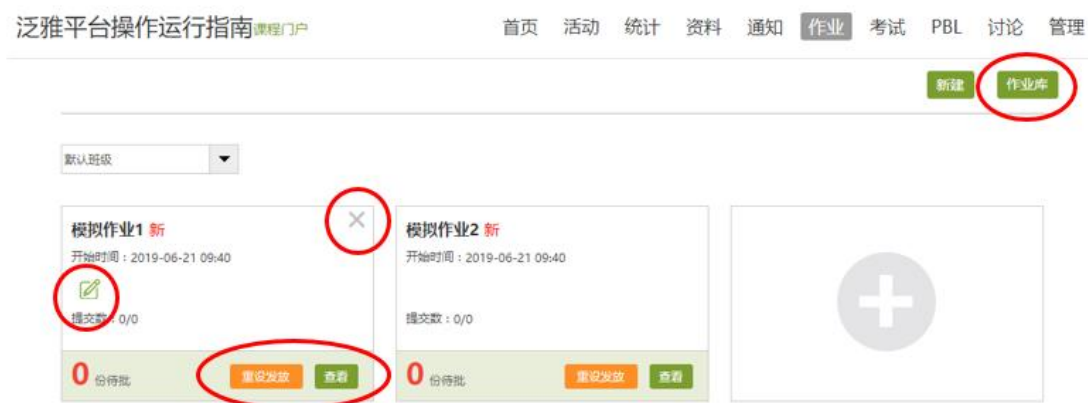 泛雅平台操作运行指南课程门户 首页 活动 统计 资料 通知 作业 考试 PBL 讨论 管理
新建 作业库
默认班级
模拟作业1 新
开始时间：2019-06-21 09:40
提交数：0/0
0 份待批 重设发放 查看
模拟作业2 新
开始时间：2019-06-21 09:40
提交数：0/0
0 份待批 重设发放 查看